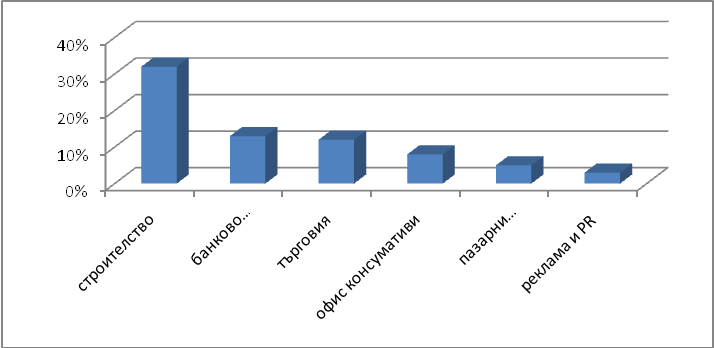 40%
30%
20%
10%
0%
строителство
банково...
търговия
офис консумативи
пазарни...
реклама и PR